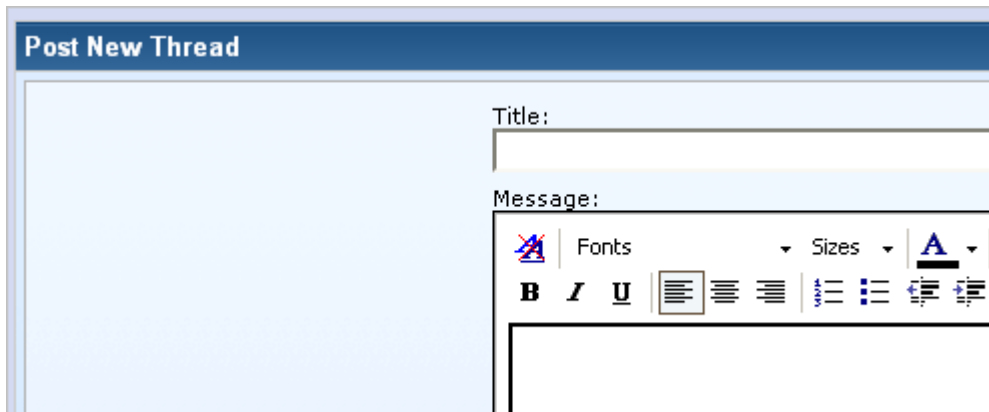 Post New Thread
Title:
Message:
A Fonts Sizes A
B I U